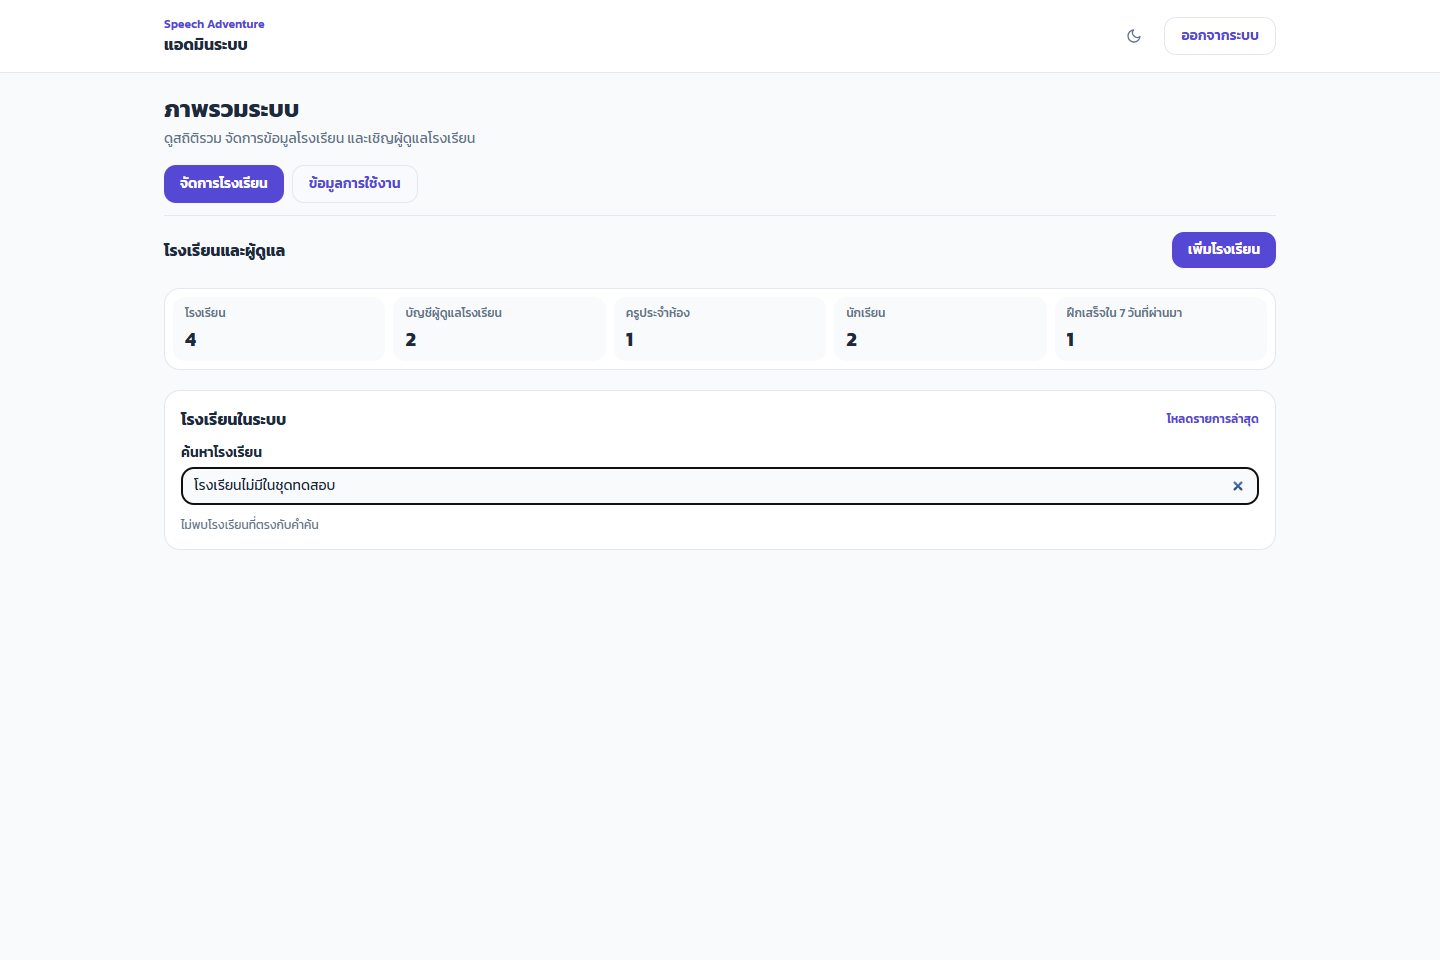 Speech Adventure
แอดมินระบบ
ออกจากระบบ
ภาพรวมระบบ
ดูสถิติรวม จัดการข้อมูลโรงเรียน และเชิญผู้ดูแลโรงเรียน
จัดการโรงเรียน
ข้อมูลการใช้งาน
โรงเรียนและผู้ดูแล
เพิ่มโรงเรียน
โรงเรียน
4
บัญชีผู้ดูแลโรงเรียน
2
ครูประจำห้อง
1
นักเรียน
2
ฝึกเสร็จใน 7 วันที่ผ่านมา
1
โรงเรียนในระบบ
โหลดรายการล่าสุด
ค้นหาโรงเรียน
โรงเรียนไม่มีในชุดทดสอบ
ไม่พบโรงเรียนที่ตรงกับคำค้น